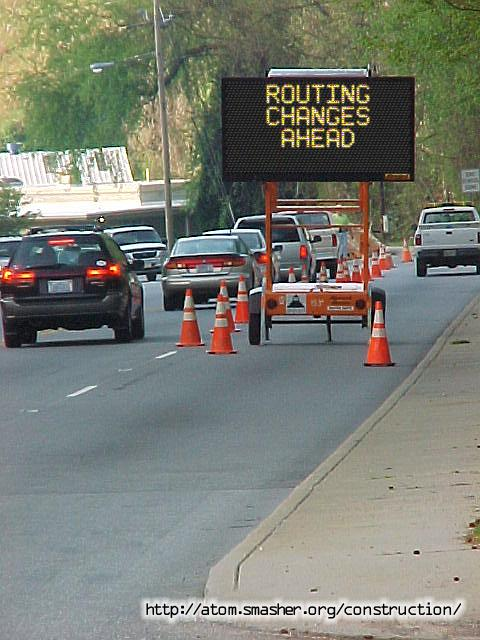 ROUTING
CHANGES
AHEAD
http://atom.smasher.org/construction/